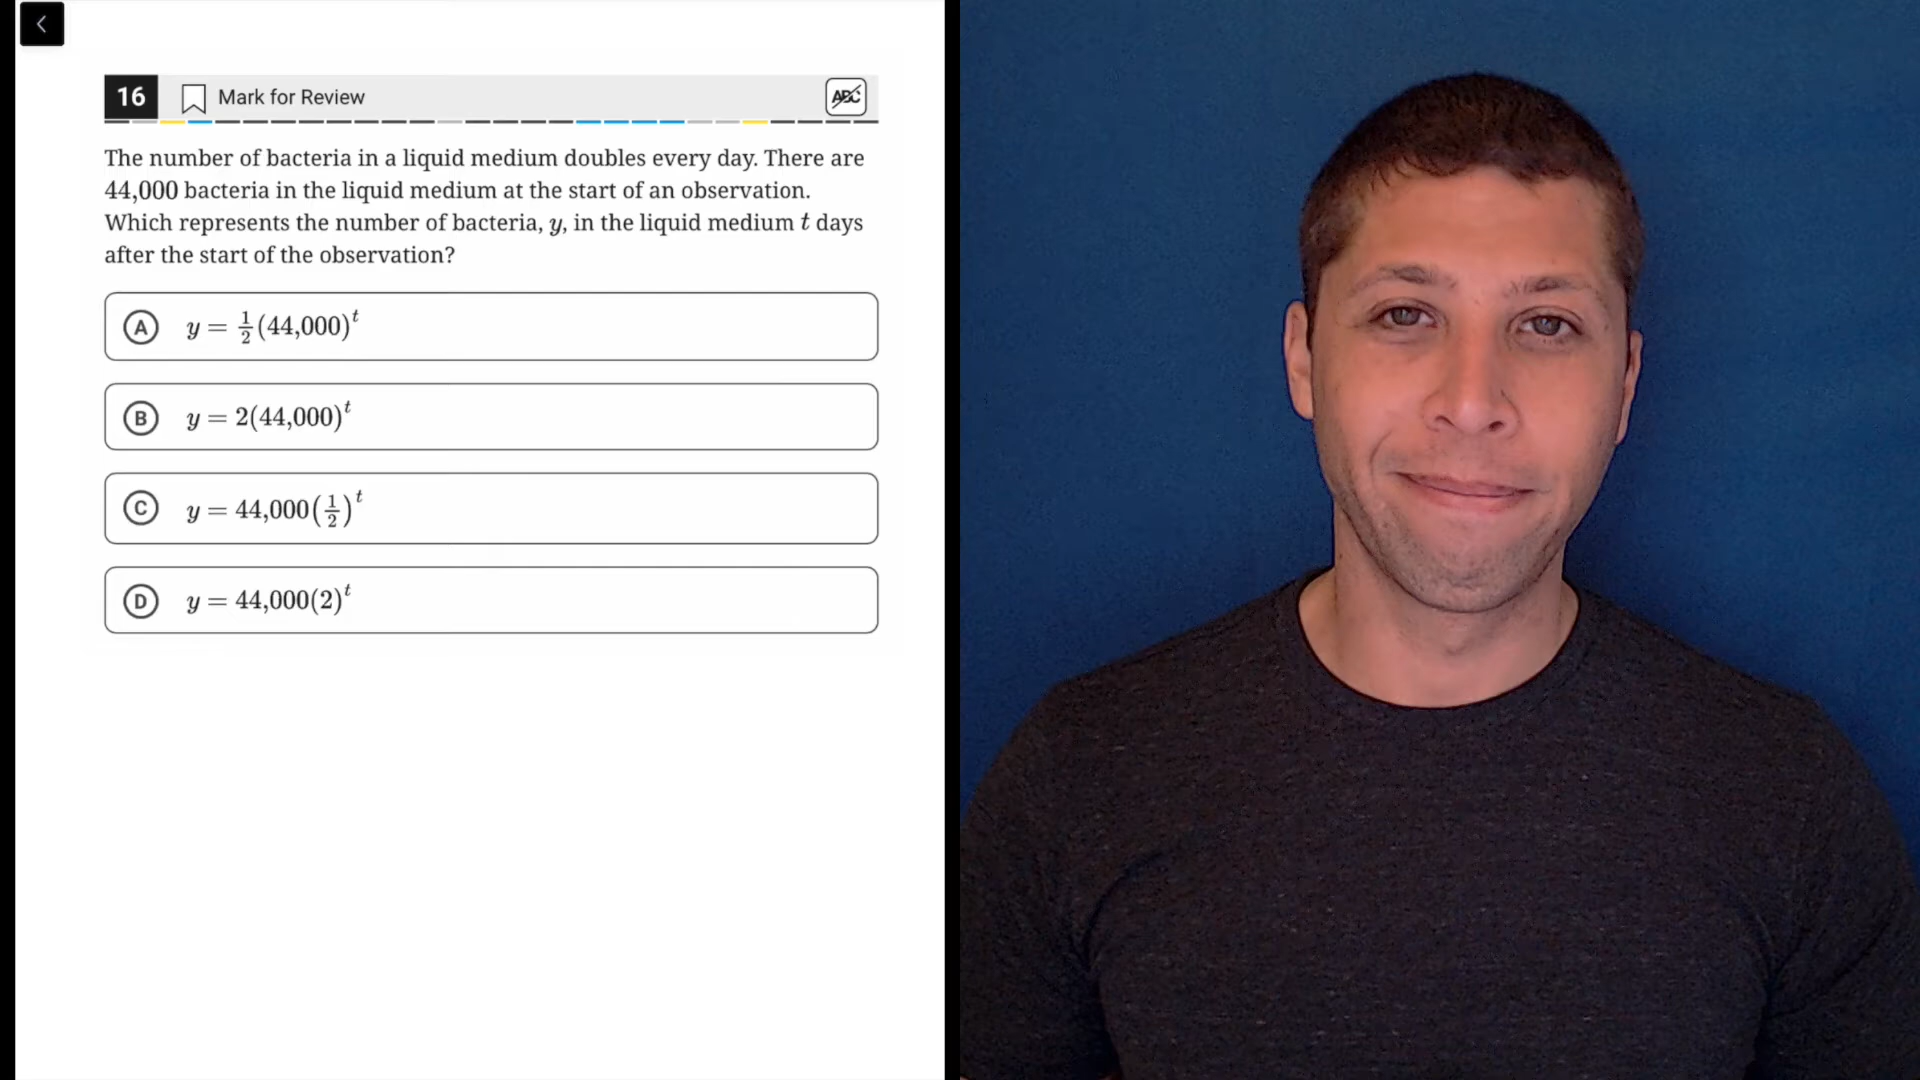 16 Mark for Review ABC
The number of bacteria in a liquid medium doubles every day. There are
44,000 bacteria in the liquid medium at the start of an observation.
Which represents the number of bacteria, y, in the liquid medium t days
after the start of the observation?
A y = 1/2(44,000)^t
B y = 2(44,000)^t
C y = 44,000(1/2)^t
D y = 44,000(2)^t